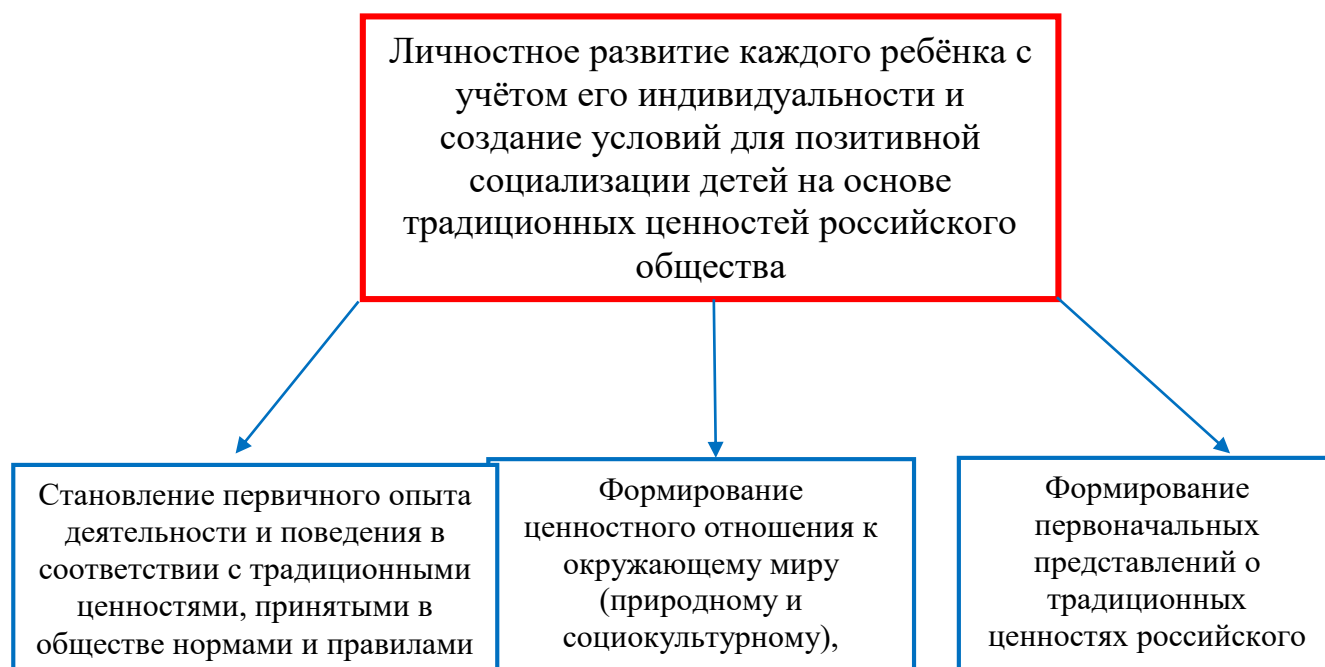 Личностное развитие каждого ребёнка с
учётом его индивидуальности и
создание условий для позитивной
социализации детей на основе
традиционных ценностей российского
общества
Становление первичного опыта
деятельности и поведения в
соответствии с традиционными
ценностями, принятыми в
обществе нормами и правилами
Формирование
ценностного отношения к
окружающему миру
(природному и
социокультурному),
Формирование
первоначальных
представлений о
традиционных
ценностях российского